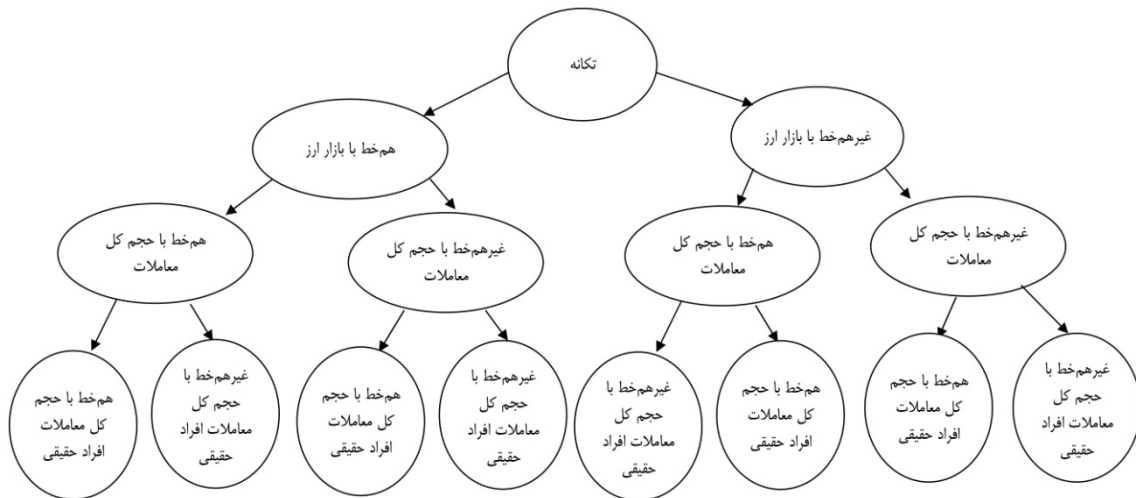 تکانه
غیرهم‌خط با بازار ارز
هم‌خط با بازار ارز
غیرهم‌خط با حجم کل
معاملات
هم‌خط با حجم کل
معاملات
غیرهم‌خط با حجم کل
معاملات
هم‌خط با حجم کل
معاملات
غیرهم‌خط با
حجم کل
معاملات افراد
حقیقی
هم‌خط با حجم
کل معاملات
افراد حقیقی
هم‌خط با حجم
کل معاملات
افراد حقیقی
غیرهم‌خط با
حجم کل
معاملات افراد
حقیقی
غیرهم‌خط با
حجم کل
معاملات افراد
حقیقی
هم‌خط با حجم
کل معاملات
افراد حقیقی
غیرهم‌خط با
حجم کل
معاملات افراد
حقیقی
هم‌خط با حجم
کل معاملات
افراد حقیقی